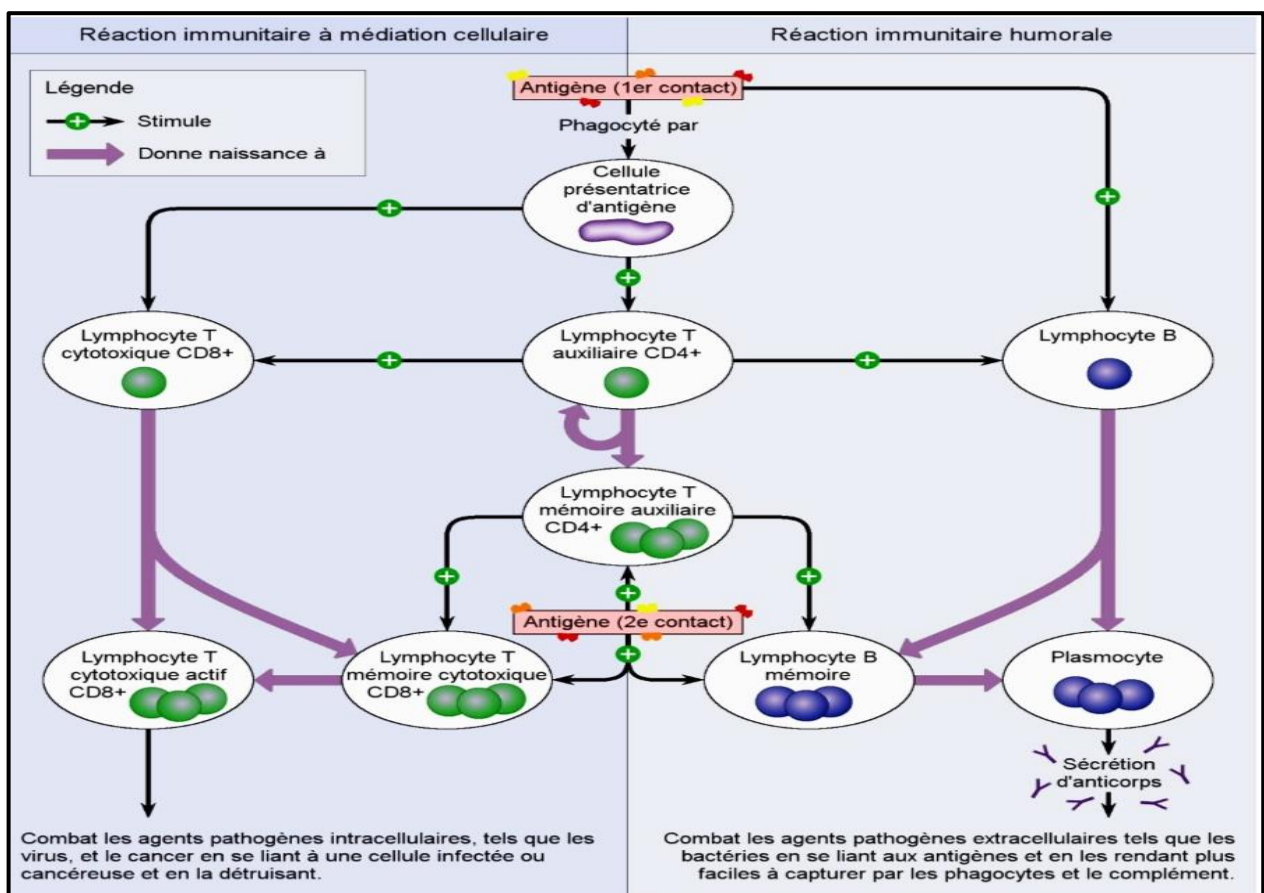 Réaction immunitaire à médiation cellulaire
Réaction immunitaire humorale
Légende
Stimule
Donne naissance à
Antigène (1er contact)
Phagocyté par
Cellule
présentatrice
d'antigène
Lymphocyte T
cytotoxique CD8+
Lymphocyte T
auxiliaire CD4+
Lymphocyte B
Lymphocyte T
mémoire auxiliaire
CD4+
Antigène (2e contact)
Lymphocyte T
cytotoxique actif
CD8+
Lymphocyte T
mémoire cytotoxique
CD8+
Lymphocyte B
mémoire
Plasmocyte
Sécrétion
d'anticorps
Combat les agents pathogènes intracellulaires, tels que les
virus, et le cancer en se liant à une cellule infectée ou
cancéreuse et en la détruisant.
Combat les agents pathogènes extracellulaires tels que les
bactéries en se liant aux antigènes et en les rendant plus
faciles à capturer par les phagocytes et le complément.